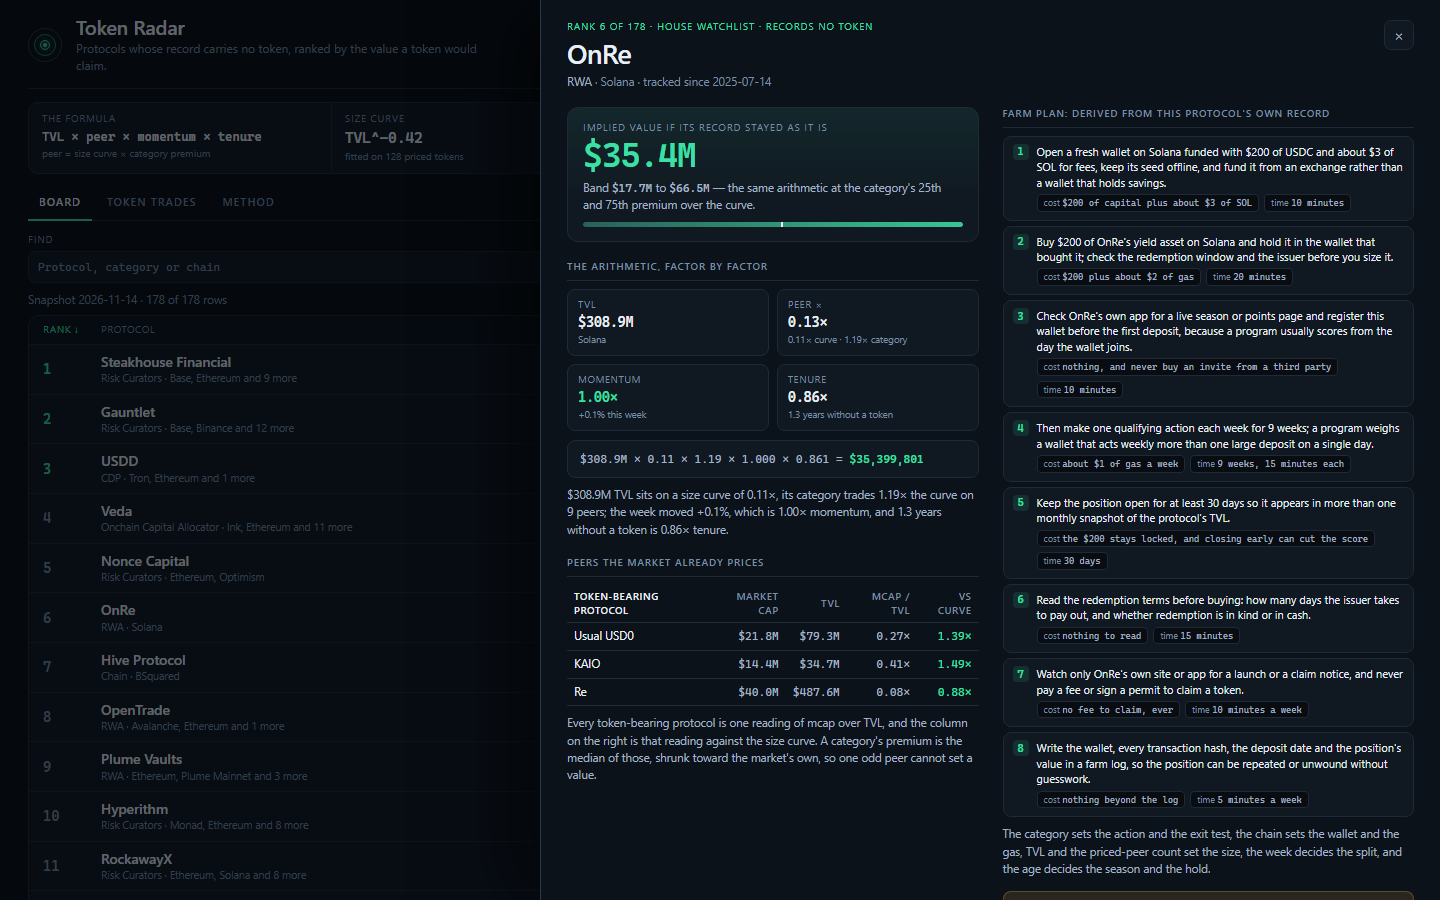 Token Radar
Protocols whose record carries no token, ranked by the value a token would
claim.
THE FORMULA
TVL × peer × momentum × tenure
peer = size curve × category premium
SIZE CURVE
TVL^−0.42
fitted on 128 priced tokens
BOARD
TOKEN TRADES
METHOD
FIND
Protocol, category or chain
Snapshot 2026-11-14 · 178 of 178 rows
RANK ↓ PROTOCOL
1 Steakhouse Financial
Risk Curators · Base, Ethereum and 9 more
2 Gauntlet
Risk Curators · Base, Binance and 12 more
3 USDD
CDP · Tron, Ethereum and 1 more
4 Veda
Onchain Capital Allocator · Ink, Ethereum and 11 more
5 Nonce Capital
Risk Curators · Ethereum, Optimism
6 OnRe
RWA · Solana
7 Hive Protocol
Chain · BSquared
8 OpenTrade
RWA · Avalanche, Ethereum and 1 more
9 Plume Vaults
RWA · Ethereum, Plume Mainnet and 3 more
10 Hyperithm
Risk Curators · Monad, Ethereum and 8 more
11 RockawayX
Risk Curators · Ethereum, Solana and 8 more
RANK 6 OF 178 · HOUSE WATCHLIST · RECORDS NO TOKEN
OnRe
RWA · Solana · tracked since 2025-07-14
×
IMPLIED VALUE IF ITS RECORD STAYED AS IT IS
$35.4M
Band $17.7M to $66.5M — the same arithmetic at the category's 25th
and 75th premium over the curve.
THE ARITHMETIC, FACTOR BY FACTOR
TVL
$308.9M
Solana
PEER ×
0.13×
0.11× curve · 1.19× category
MOMENTUM
1.00×
+0.1% this week
TENURE
0.86×
1.3 years without a token
$308.9M × 0.11 × 1.19 × 1.000 × 0.861 = $35,399,801
$308.9M TVL sits on a size curve of 0.11×, its category trades 1.19× the curve on
9 peers; the week moved +0.1%, which is 1.00× momentum, and 1.3 years
without a token is 0.86× tenure.
PEERS THE MARKET ALREADY PRICES
TOKEN-BEARING PROTOCOL MARKET CAP TVL MCAP / TVL VS CURVE
Usual USD0 $21.8M $79.3M 0.27× 1.39×
KAIO $14.4M $34.7M 0.41× 1.49×
Re $40.0M $487.6M 0.08× 0.88×
Every token-bearing protocol is one reading of mcap over TVL, and the column
on the right is that reading against the size curve. A category's premium is the
median of those, shrunk toward the market's own, so one odd peer cannot set a
value.
FARM PLAN: DERIVED FROM THIS PROTOCOL'S OWN RECORD
1 Open a fresh wallet on Solana funded with $200 of USDC and about $3 of
SOL for fees, keep its seed offline, and fund it from an exchange rather than
a wallet that holds savings.
cost $200 of capital plus about $3 of SOL time 10 minutes
2 Buy $200 of OnRe's yield asset on Solana and hold it in the wallet that
bought it; check the redemption window and the issuer before you size it.
cost $200 plus about $2 of gas time 20 minutes
3 Check OnRe's own app for a live season or points page and register this
wallet before the first deposit, because a program usually scores from the
day the wallet joins.
cost nothing, and never buy an invite from a third party
time 10 minutes
4 Then make one qualifying action each week for 9 weeks; a program weighs
a wallet that acts weekly more than one large deposit on a single day.
cost about $1 of gas a week time 9 weeks, 15 minutes each
5 Keep the position open for at least 30 days so it appears in more than one
monthly snapshot of the protocol's TVL.
cost the $200 stays locked, and closing early can cut the score
time 30 days
6 Read the redemption terms before buying: how many days the issuer takes
to pay out, and whether redemption is in kind or in cash.
cost nothing to read time 15 minutes
7 Watch only OnRe's own site or app for a launch or a claim notice, and never
pay a fee or sign a permit to claim a token.
cost no fee to claim, ever time 10 minutes a week
8 Write the wallet, every transaction hash, the deposit date and the position's
value in a farm log, so the position can be repeated or unwound without
guesswork.
cost nothing beyond the log time 5 minutes a week
The category sets the action and the exit test, the chain sets the wallet and the
gas, TVL and the priced-peer count set the size, the week decides the split, and
the age decides the season and the hold.